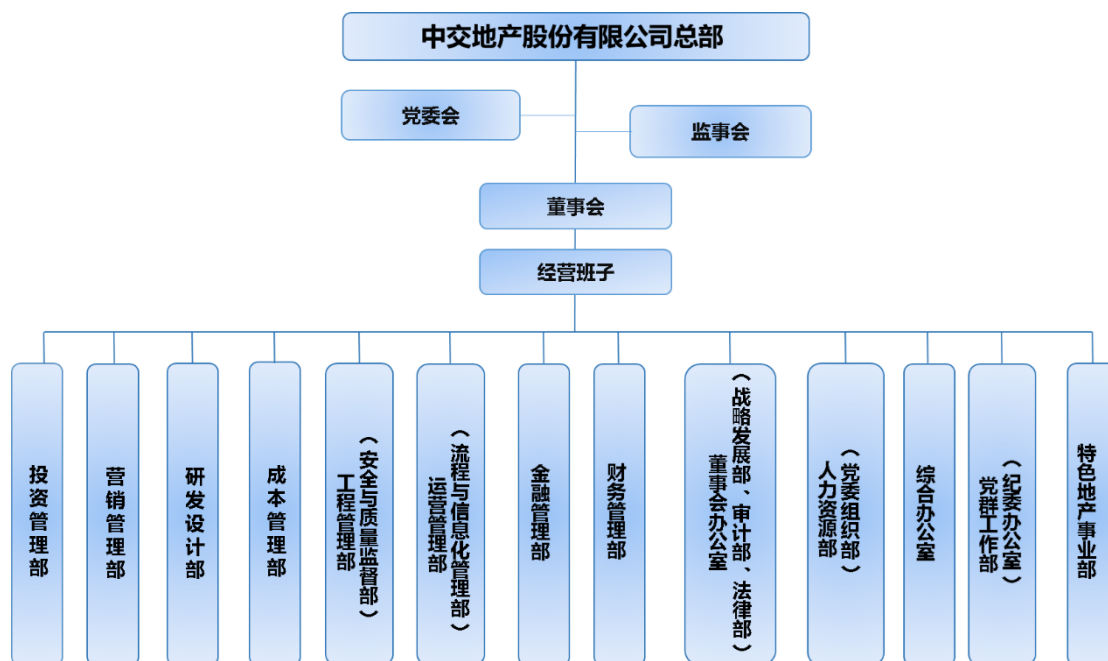 中交地产股份有限公司总部
党委会
监事会
董事会
经营班子
投资管理部
营销管理部
研发设计部
成本管理部
工程管理部
（安全与质量监督部）
运营管理部
（流程与信息化管理部）
金融管理部
财务管理部
董事会办公室
（战略发展部、审计部、法律部）
人力资源部
（党委组织部）
综合办公室
党群工作部
（纪委办公室）
特色地产事业部